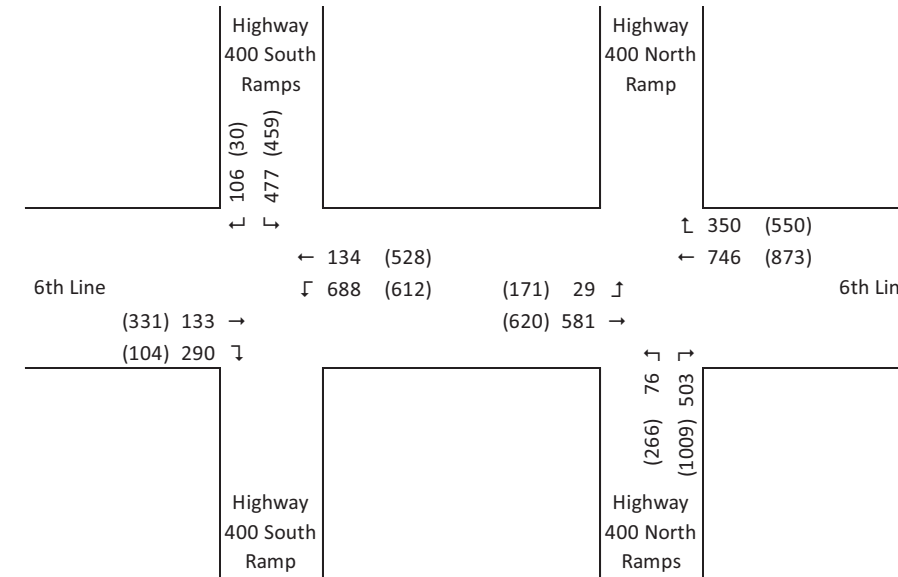 Highway
400 South
Ramps
Highway
400 North
Ramp
106 (30)
477 (459)
↵ ↳
↰ 350 (550)
← 134 (528)
← 746 (873)
6th Line
688 (612)
(171) 29
6th Lin
(331) 133 →
(620) 581 →
(104) 290
76 (266)
503 (1009)
Highway
400 South
Ramp
Highway
400 North
Ramps